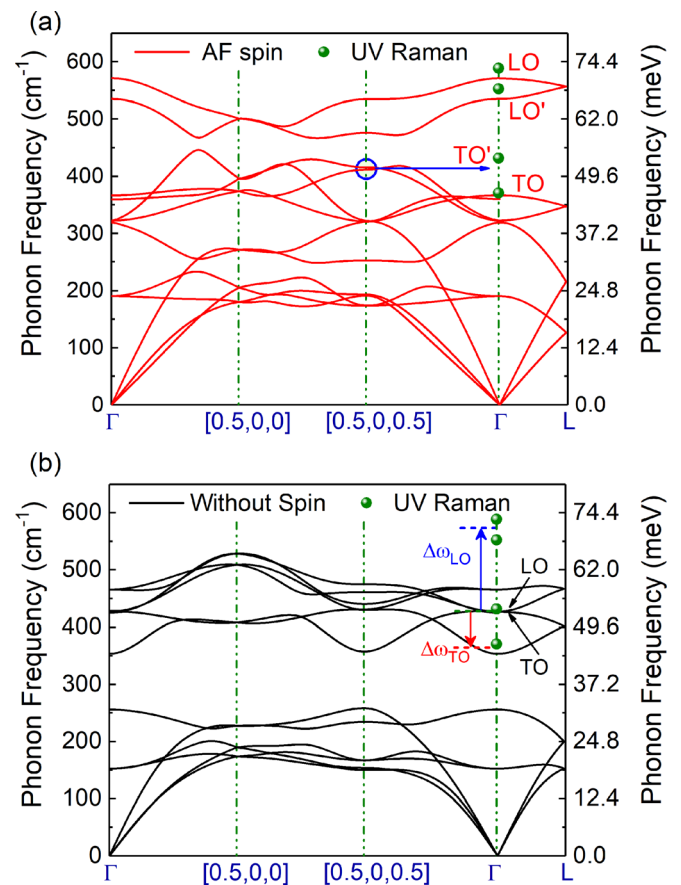 (a)
AF spin UV Raman
600 74.4
500 62.0
400 49.6
300 37.2
200 24.8
100 12.4
0 0.0
Phonon Frequency (cm⁻¹)
Phonon Frequency (meV)
LO
LO'
TO'
TO
Γ [0.5,0,0] [0.5,0,0.5] Γ L
(b)
Without Spin UV Raman
600 74.4
500 62.0
400 49.6
300 37.2
200 24.8
100 12.4
0 0.0
Phonon Frequency (cm⁻¹)
Phonon Frequency (meV)
Δω_LO
LO
Δω_TO
TO
Γ [0.5,0,0] [0.5,0,0.5] Γ L